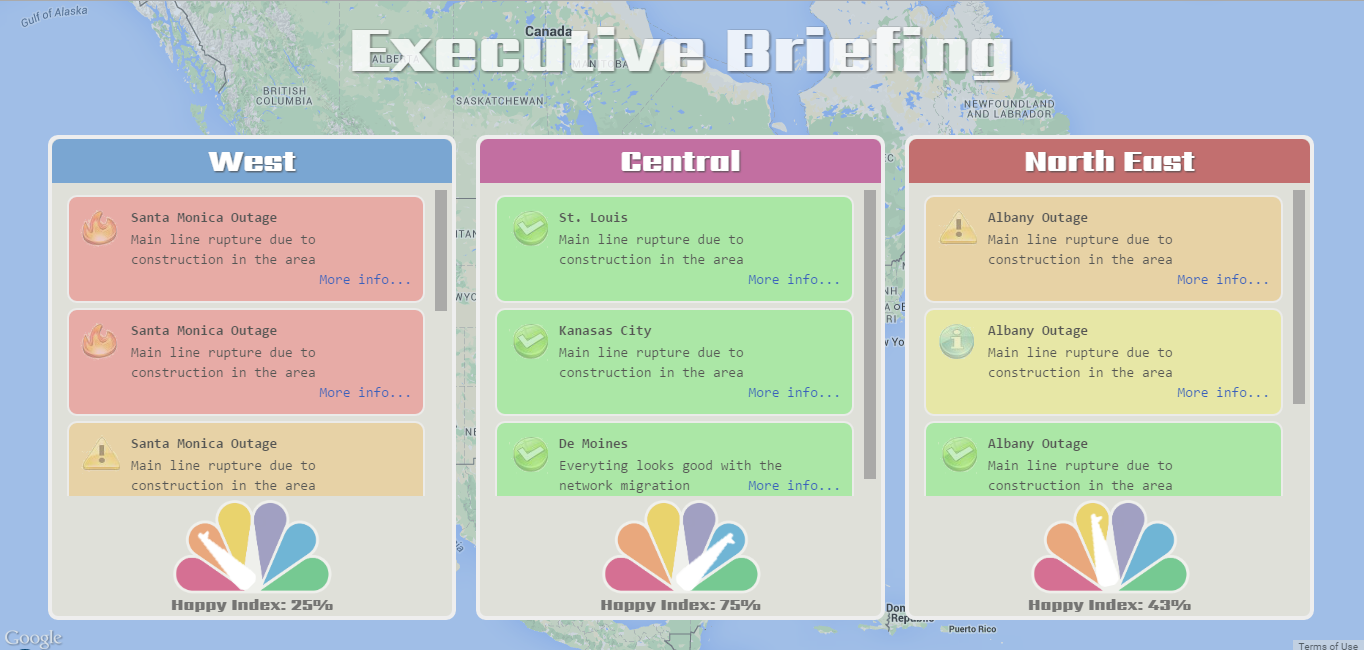 Gulf of Alaska
Canada
Executive Briefing
ALBERTA
MANITOBA
BRITISH
COLUMBIA
SASKATCHEWAN
NEWFOUNDLAND
AND LABRADOR
West
Santa Monica Outage
Main line rupture due to
construction in the area
More info...
Santa Monica Outage
Main line rupture due to
construction in the area
More info...
Santa Monica Outage
Main line rupture due to
construction in the area
Happy Index: 25%
Central
St. Louis
Main line rupture due to
construction in the area
More info...
Kanasas City
Main line rupture due to
construction in the area
More info...
De Moines
Everyting looks good with the
network migration
More info...
Happy Index: 75%
North East
Albany Outage
Main line rupture due to
construction in the area
More info...
Albany Outage
Main line rupture due to
construction in the area
More info...
Albany Outage
Main line rupture due to
construction in the area
Happy Index: 43%
Puerto Rico
Google
Terms of Use